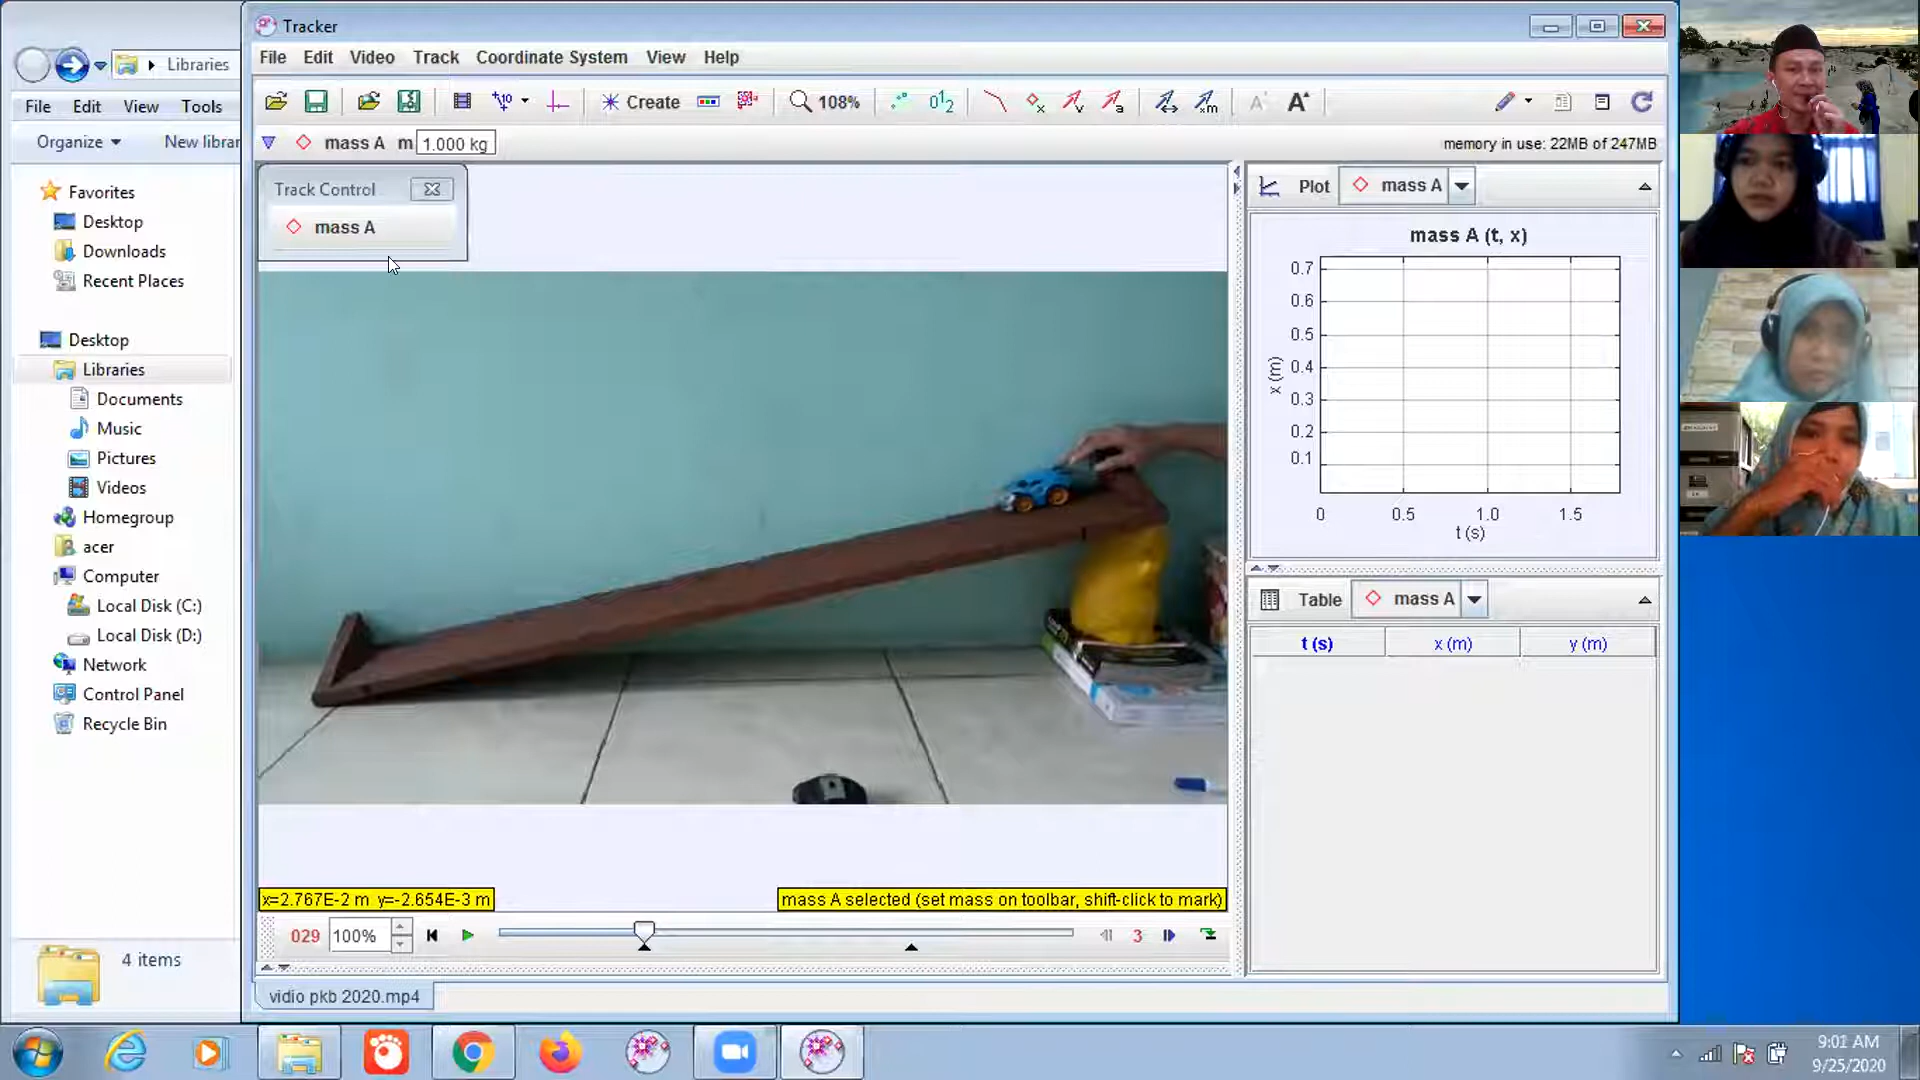 Libraries
File Edit View Tools
Organize New librar
Favorites
Desktop
Downloads
Recent Places
Desktop
Libraries
Documents
Music
Pictures
Videos
Homegroup
acer
Computer
Local Disk (C:)
Local Disk (D:)
Network
Control Panel
Recycle Bin
4 items
Tracker
File Edit Video Track Coordinate System View Help
Create 108%
mass A m 1.000 kg
memory in use: 22MB of 247MB
Track Control
mass A
x=2.767E-2 m y=-2.654E-3 m
mass A selected (set mass on toolbar, shift-click to mark)
029 100% 3
vidio pkb 2020.mp4
Plot mass A
mass A (t, x)
0.7
0.6
0.5
0.4
0.3
0.2
0.1
x (m)
0 0.5 1.0 1.5
t (s)
Table mass A
t (s) x (m) y (m)
9:01 AM
9/25/2020